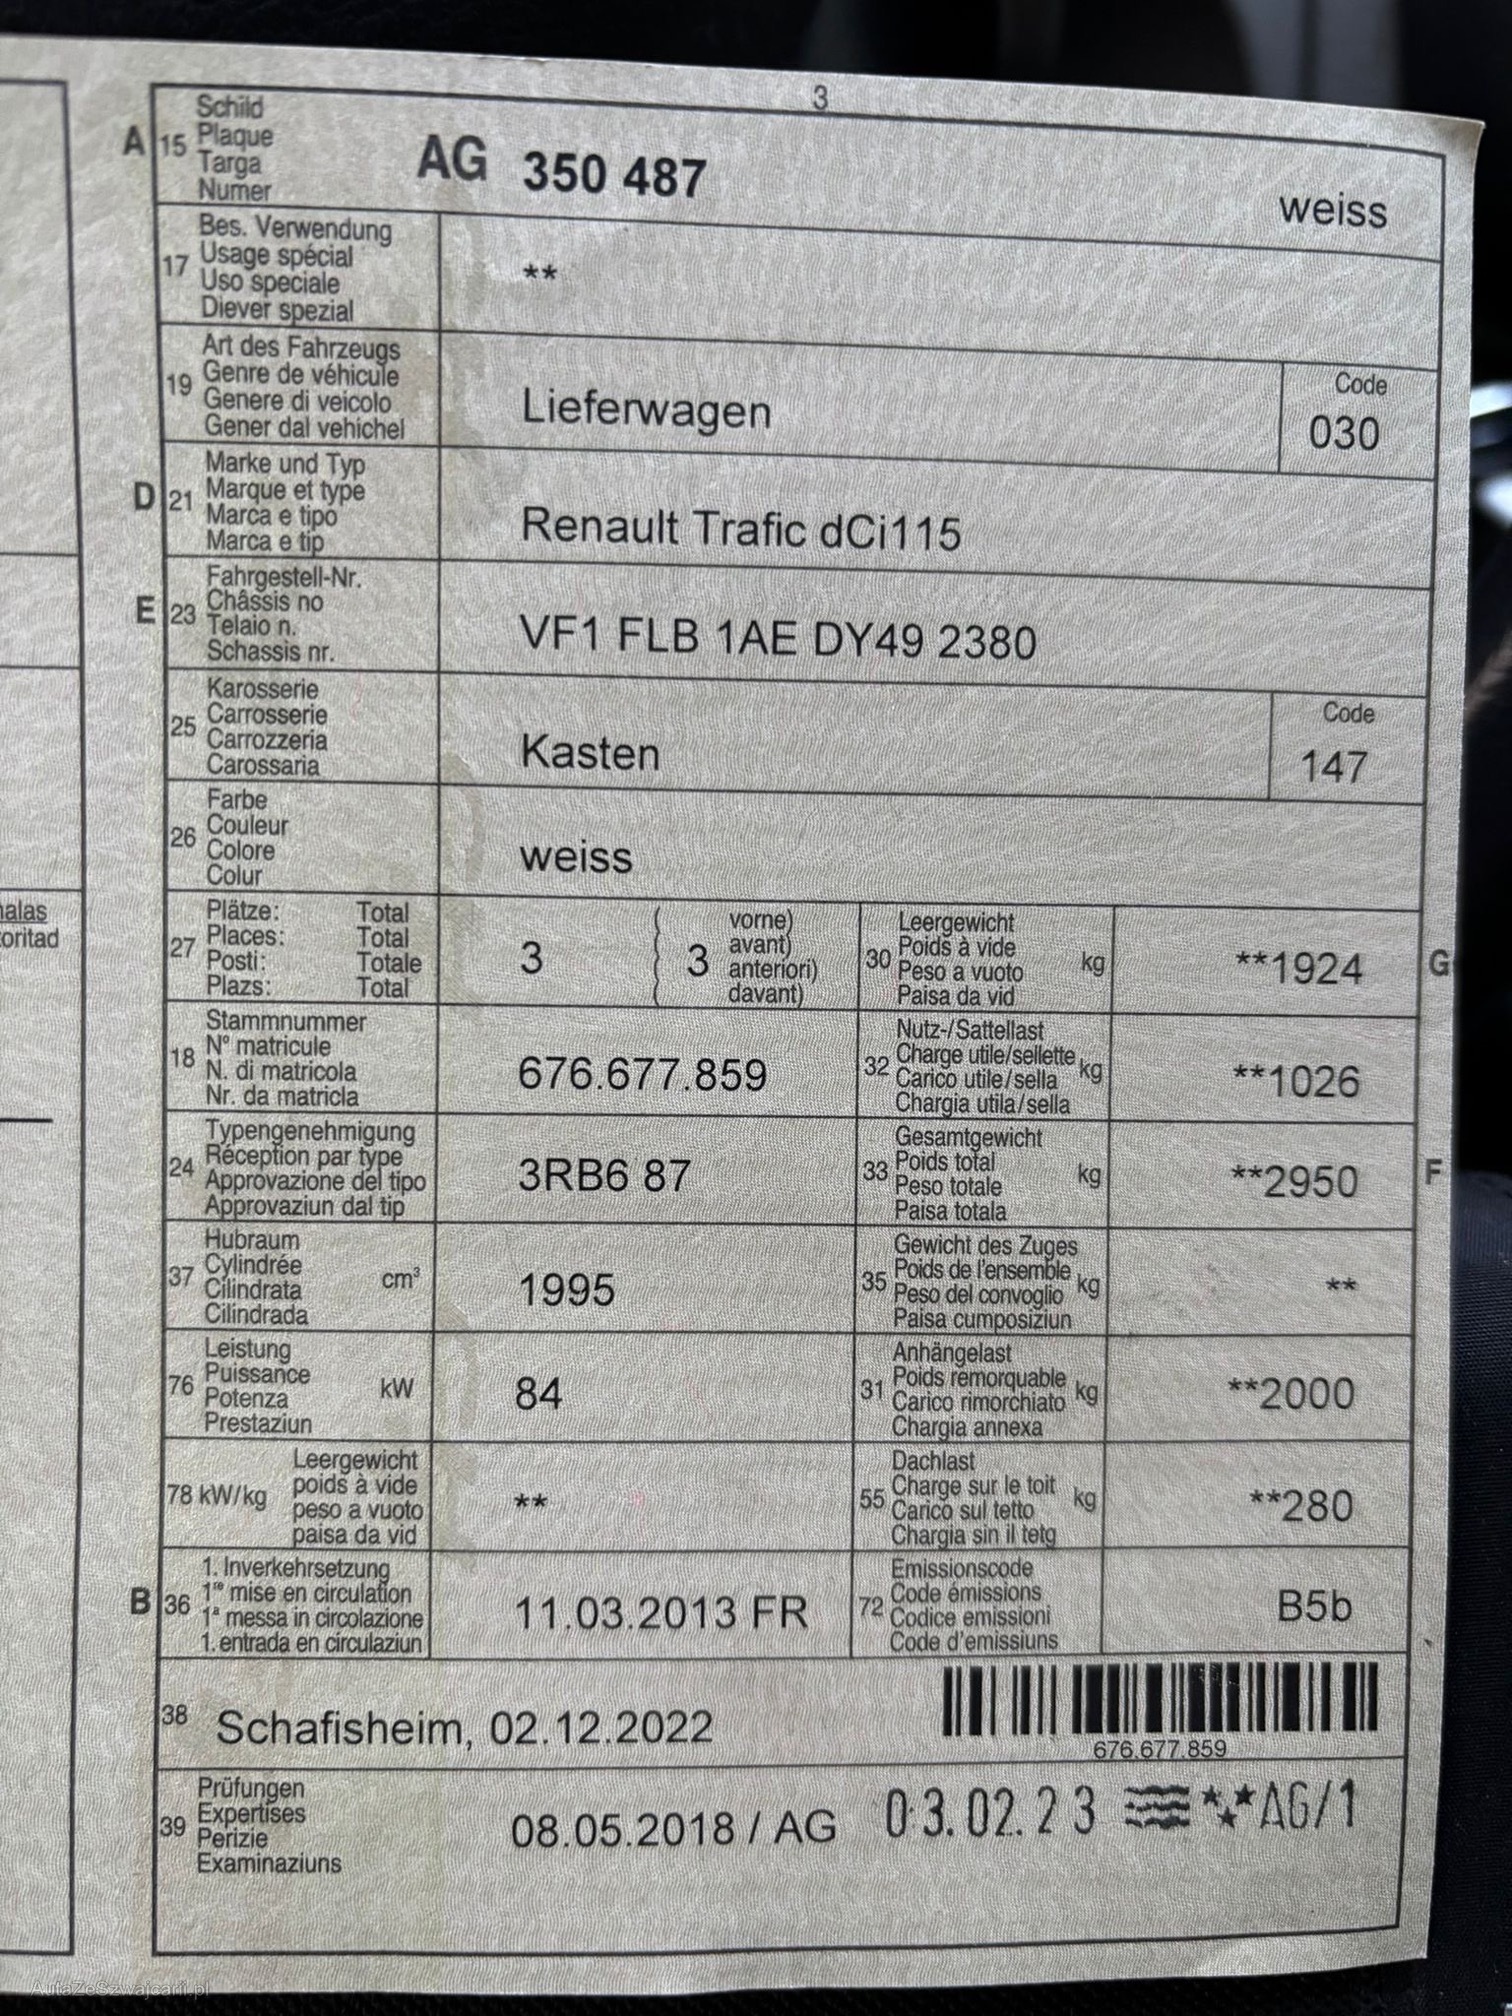 3
A 15 Schild
Plaque
Targa
Numer
AG 350 487
weiss
17 Bes. Verwendung
Usage spécial
Uso speciale
Diever spezial
**
19 Art des Fahrzeugs
Genre de véhicule
Genere di veicolo
Gener dal vehichel
Lieferwagen
Code
030
D 21 Marke und Typ
Marque et type
Marca e tipo
Marca e tip
Renault Trafic dCi115
E 23 Fahrgestell-Nr.
Châssis no
Telaio n.
Schassis nr.
VF1 FLB 1AE DY49 2380
25 Karosserie
Carrosserie
Carrozzeria
Carossaria
Kasten
Code
147
26 Farbe
Couleur
Colore
Colur
weiss
27 Plätze: Total
Places: Total
Posti: Totale
Plazs: Total
3
3 vorne)
avant)
anteriori)
davant)
30 Leergewicht
Poids à vide
Peso a vuoto
Paisa da vid
kg
**1924
G
18 Stammnummer
N° matricule
N. di matricola
Nr. da matricla
676.677.859
32 Nutz-/Sattellast
Charge utile/sellette
Carico utile/sella
Chargia utila/sella
kg
**1026
24 Typengenehmigung
Réception par type
Approvazione del tipo
Approvaziun dal tip
3RB6 87
33 Gesamtgewicht
Poids total
Peso totale
Paisa totala
kg
**2950
F
37 Hubraum
Cylindrée
Cilindrata
Cilindrada
cm³
1995
35 Gewicht des Zuges
Poids de l'ensemble
Peso del convoglio
Paisa cumposiziun
kg
**
76 Leistung
Puissance
Potenza
Prestaziun
kW
84
31 Anhängelast
Poids remorquable
Carico rimorchiato
Chargia annexa
kg
**2000
78 kW/kg Leergewicht
poids à vide
peso a vuoto
paisa da vid
**
55 Dachlast
Charge sur le toit
Carico sul tetto
Chargia sin il tetg
kg
**280
B 36 1. Inverkehrsetzung
1re mise en circulation
1a messa in circolazione
1. entrada en circulaziun
11.03.2013 FR
72 Emissionscode
Code émissions
Codice emissioni
Code d'emissiuns
B5b
38 Schafisheim, 02.12.2022
676.677.859
39 Prüfungen
Expertises
Perizie
Examinaziuns
08.05.2018 / AG
03.02.23 AG/1
alas
oritad
AutaZeSzwajcarii.pl